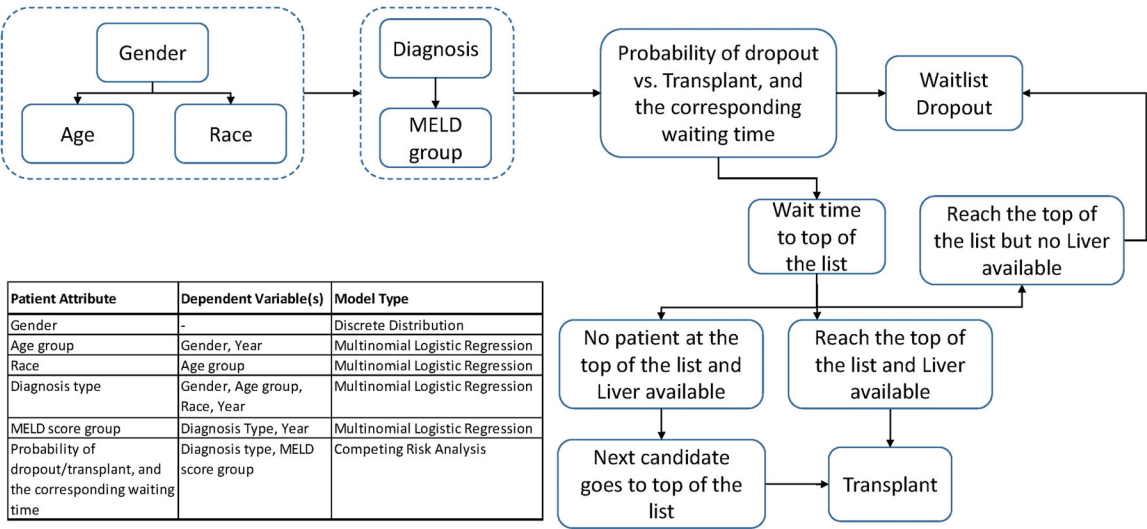 Gender
Age
Race
Diagnosis
MELD
group
Probability of dropout
vs. Transplant, and
the corresponding
waiting time
Waitlist
Dropout
Wait time
to top of
the list
Reach the top of
the list but no Liver
available
No patient at the
top of the list and
Liver available
Reach the top of
the list and Liver
available
Next candidate
goes to top of the
list
Transplant
Patient Attribute Dependent Variable(s) Model Type
Gender - Discrete Distribution
Age group Gender, Year Multinomial Logistic Regression
Race Age group Multinomial Logistic Regression
Diagnosis type Gender, Age group, Multinomial Logistic Regression
Race, Year
MELD score group Diagnosis Type, Year Multinomial Logistic Regression
Probability of Diagnosis type, MELD Competing Risk Analysis
dropout/transplant, and score group
the corresponding waiting
time